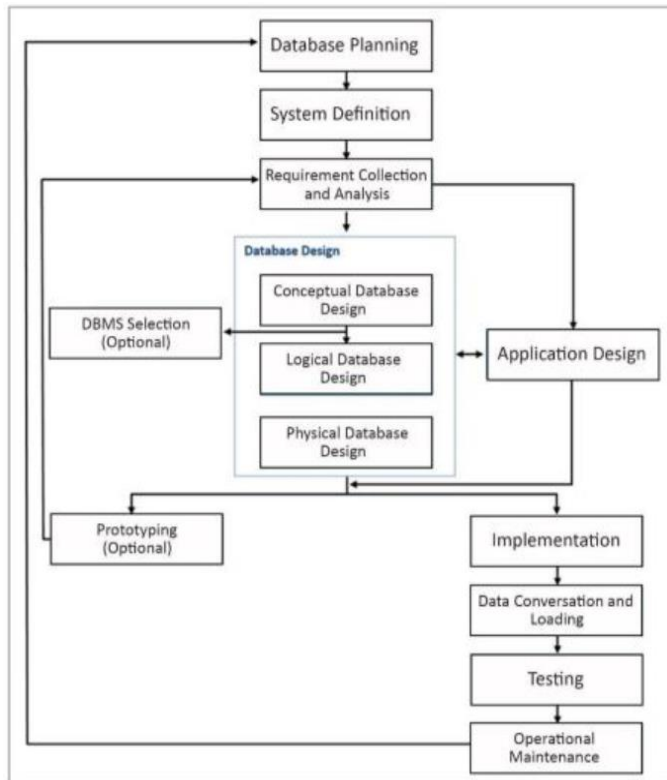 Database Planning
System Definition
Requirement Collection
and Analysis
Database Design
Conceptual Database
Design
DBMS Selection
(Optional)
Logical Database
Design
Application Design
Physical Database
Design
Prototyping
(Optional)
Implementation
Data Conversation and
Loading
Testing
Operational
Maintenance